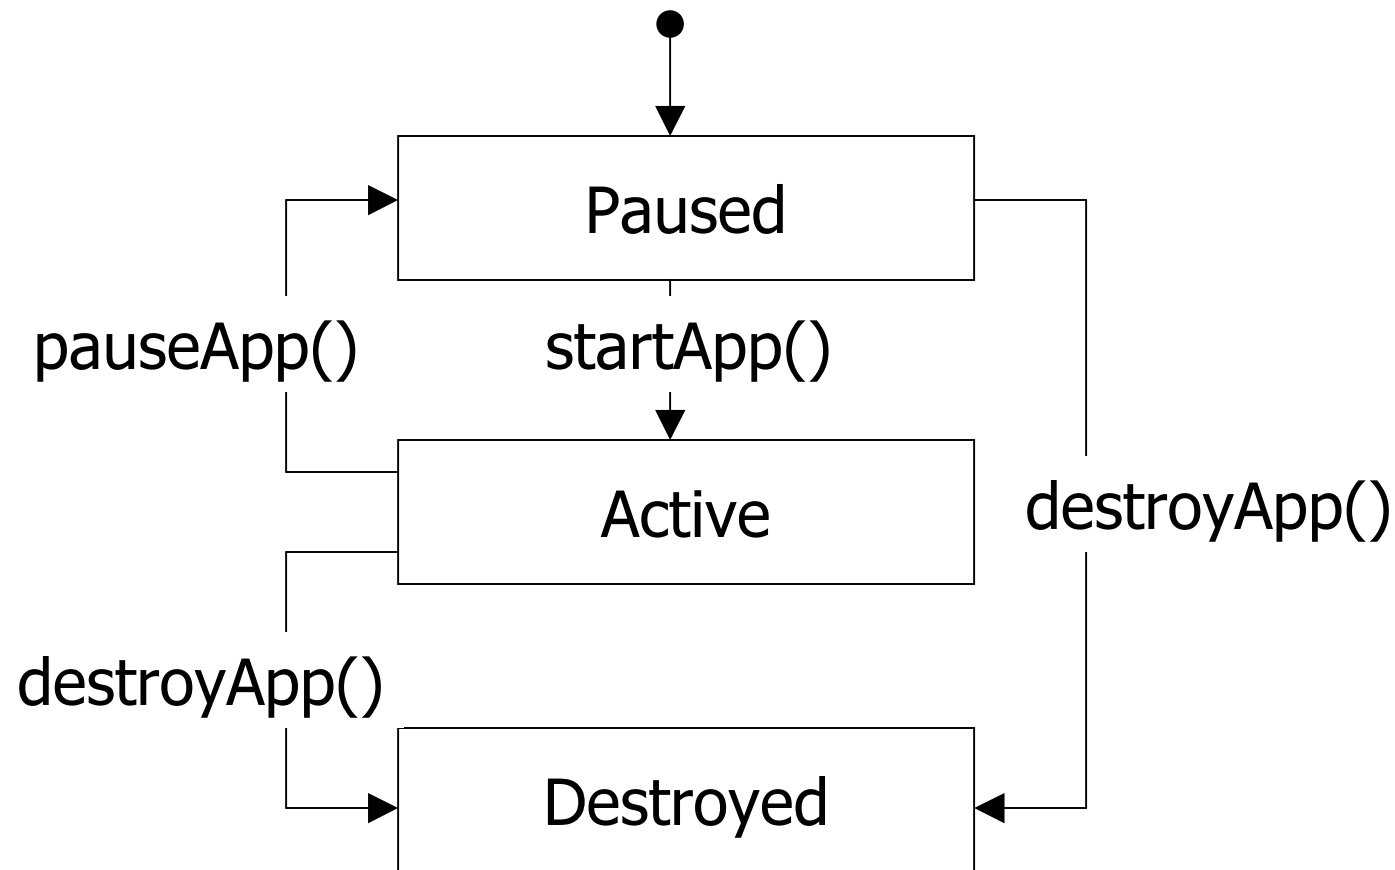 Paused
pauseApp()
startApp()
destroyApp()
Active
destroyApp()
Destroyed